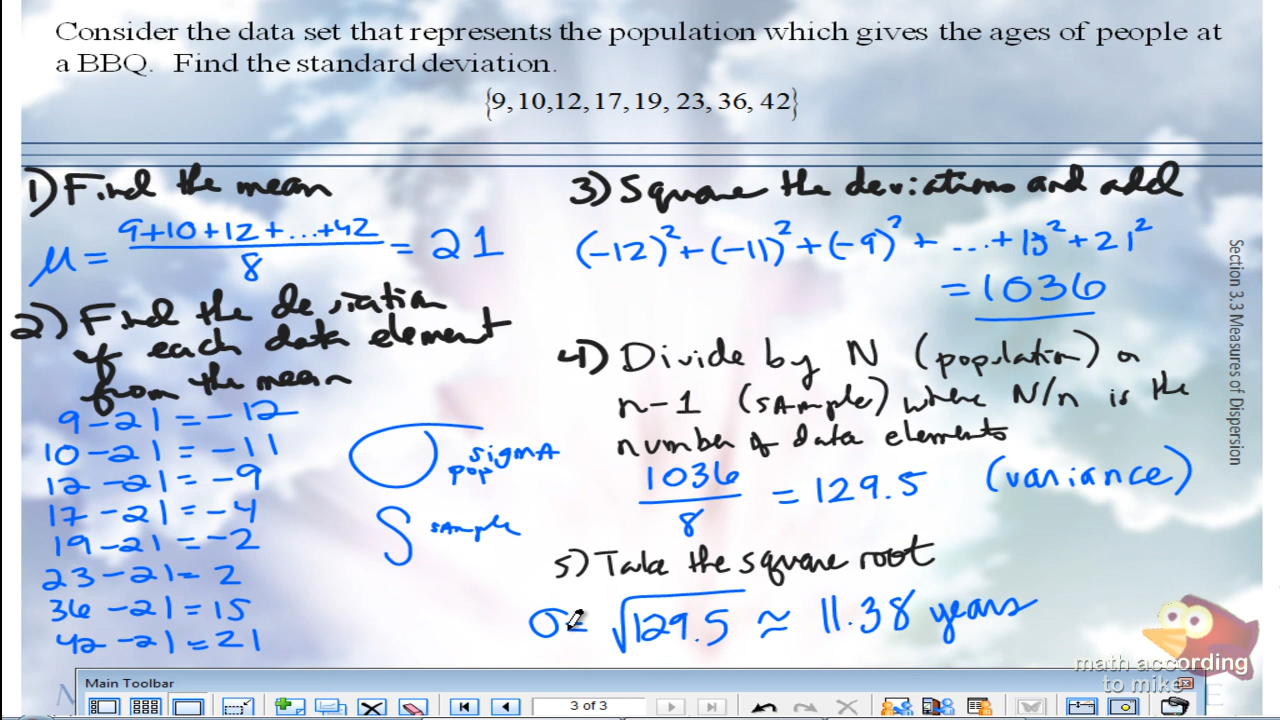 Consider the data set that represents the population which gives the ages of people at
a BBQ. Find the standard deviation.
{9, 10,12, 17, 19, 23, 36, 42}
1) Find the mean
μ = 9+10+12+...+42 / 8 = 21
2) Find the deviation
of each data element
from the mean
9 - 21 = -12
10 - 21 = -11
12 - 21 = -9
17 - 21 = -4
19 - 21 = -2
23 - 21 = 2
36 - 21 = 15
42 - 21 = 21
σ sigmA
pop
S sAmple
3) Square the deviations and add
(-12)² + (-11)² + (-9)² + ... + 15² + 21²
= 1036
4) Divide by N (population) or
n-1 (sAmple) where N/n is the
number of data elements
1036 / 8 = 129.5 (variance)
5) Take the square root
σ = √129.5 ≈ 11.38 years
Section 3.3 Measures of Dispersion
math according
to mike
Main Toolbar
3 of 3